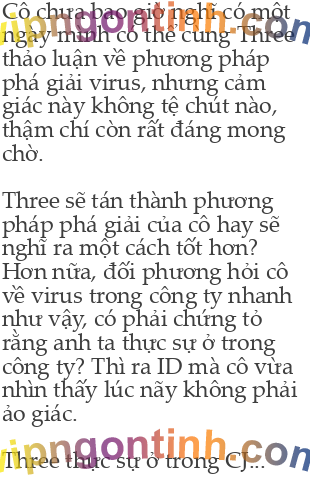 Cô chưa bao giờ nghĩ có một
ngày mình có thể cùng Three
thảo luận về phương pháp
phá giải virus, nhưng cảm
giác này không tệ chút nào,
thậm chí còn rất đáng mong
chờ.
Three sẽ tán thành phương
pháp phá giải của cô hay sẽ
nghĩ ra một cách tốt hơn?
Hơn nữa, đối phương hỏi cô
về virus trong công ty nhanh
như vậy, có phải chứng tỏ
rằng anh ta thực sự ở trong
công ty? Thì ra ID mà cô vừa
nhìn thấy lúc nãy không phải
ảo giác.
Three thực sự ở trong CJ...
vipngontinh.com
vipngontinh.com